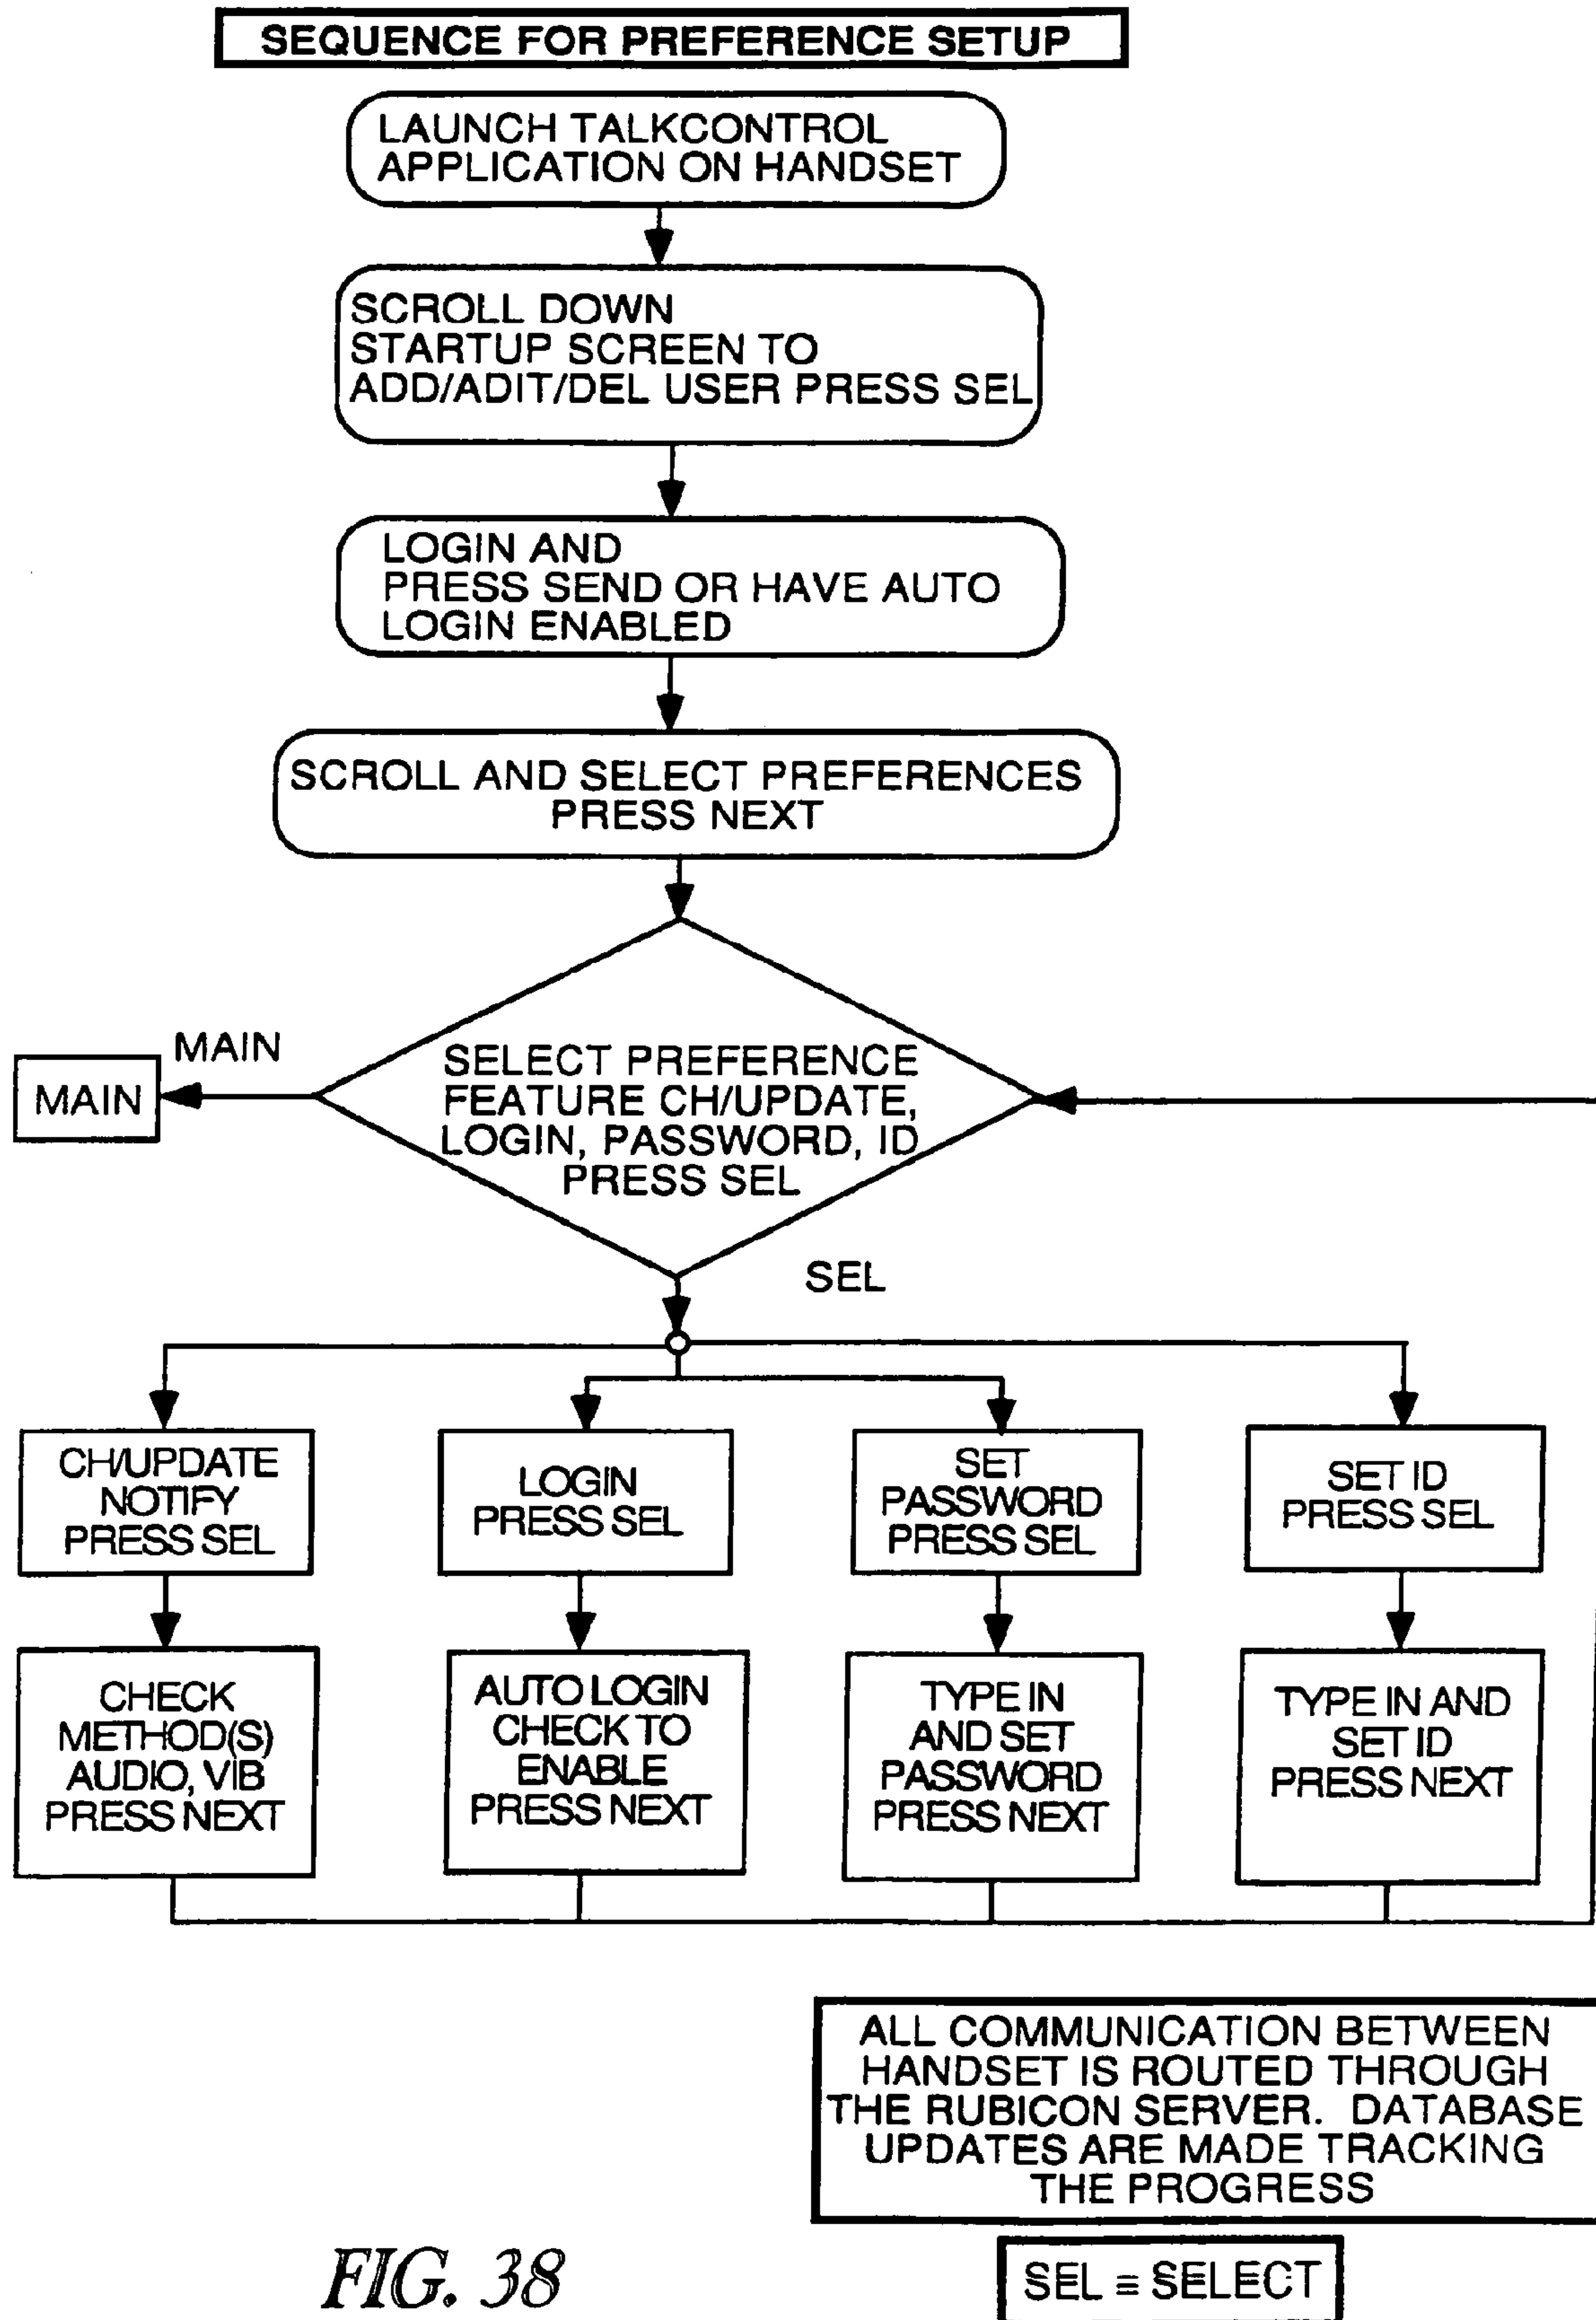 SEQUENCE FOR PREFERENCE SETUP
LAUNCH TALKCONTROL
APPLICATION ON HANDSET
SCROLL DOWN
STARTUP SCREEN TO
ADD/ADIT/DEL USER PRESS SEL
LOGIN AND
PRESS SEND OR HAVE AUTO
LOGIN ENABLED
SCROLL AND SELECT PREFERENCES
PRESS NEXT
MAIN
MAIN
SELECT PREFERENCE
FEATURE CH/UPDATE,
LOGIN, PASSWORD, ID
PRESS SEL
SEL
CH/UPDATE
NOTIFY
PRESS SEL
LOGIN
PRESS SEL
SET
PASSWORD
PRESS SEL
SET ID
PRESS SEL
CHECK
METHOD(S)
AUDIO, VIB
PRESS NEXT
AUTO LOGIN
CHECK TO
ENABLE
PRESS NEXT
TYPE IN
AND SET
PASSWORD
PRESS NEXT
TYPE IN AND
SET ID
PRESS NEXT
ALL COMMUNICATION BETWEEN
HANDSET IS ROUTED THROUGH
THE RUBICON SERVER. DATABASE
UPDATES ARE MADE TRACKING
THE PROGRESS
FIG. 38
SEL ≡ SELECT